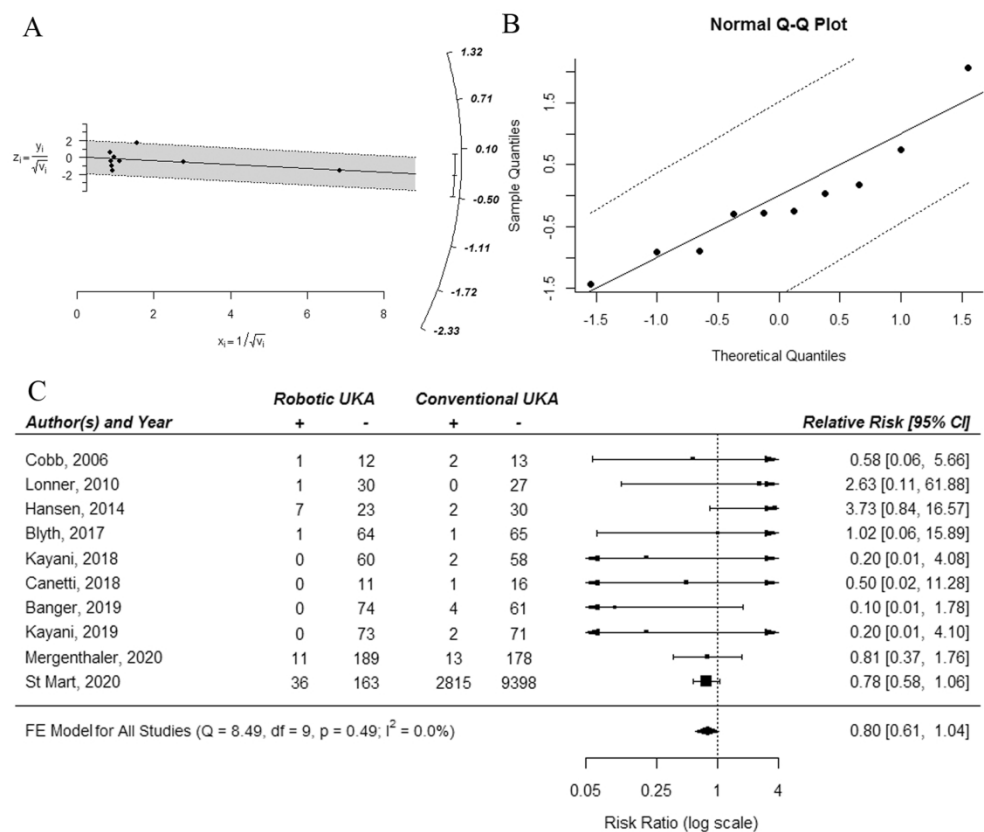 A
1.32
0.71
0.10
-0.50
-1.11
-1.72
-2.33
z_i = y_i / √v_i
2
0
-2
0 2 4 6 8
x_i = 1/√v_i
B
Normal Q-Q Plot
Sample Quantiles
1.5
0.5
-0.5
-1.5
-1.5 -1.0 -0.5 0.0 0.5 1.0 1.5
Theoretical Quantiles
C
Robotic UKA Conventional UKA
Author(s) and Year + - + - Relative Risk [95% CI]
Cobb, 2006 1 12 2 13 0.58 [0.06, 5.66]
Lonner, 2010 1 30 0 27 2.63 [0.11, 61.88]
Hansen, 2014 7 23 2 30 3.73 [0.84, 16.57]
Blyth, 2017 1 64 1 65 1.02 [0.06, 15.89]
Kayani, 2018 0 60 2 58 0.20 [0.01, 4.08]
Canetti, 2018 0 11 1 16 0.50 [0.02, 11.28]
Banger, 2019 0 74 4 61 0.10 [0.01, 1.78]
Kayani, 2019 0 73 2 71 0.20 [0.01, 4.10]
Mergenthaler, 2020 11 189 13 178 0.81 [0.37, 1.76]
St Mart, 2020 36 163 2815 9398 0.78 [0.58, 1.06]
FE Model for All Studies (Q = 8.49, df = 9, p = 0.49; I² = 0.0%) 0.80 [0.61, 1.04]
0.05 0.25 1 4
Risk Ratio (log scale)